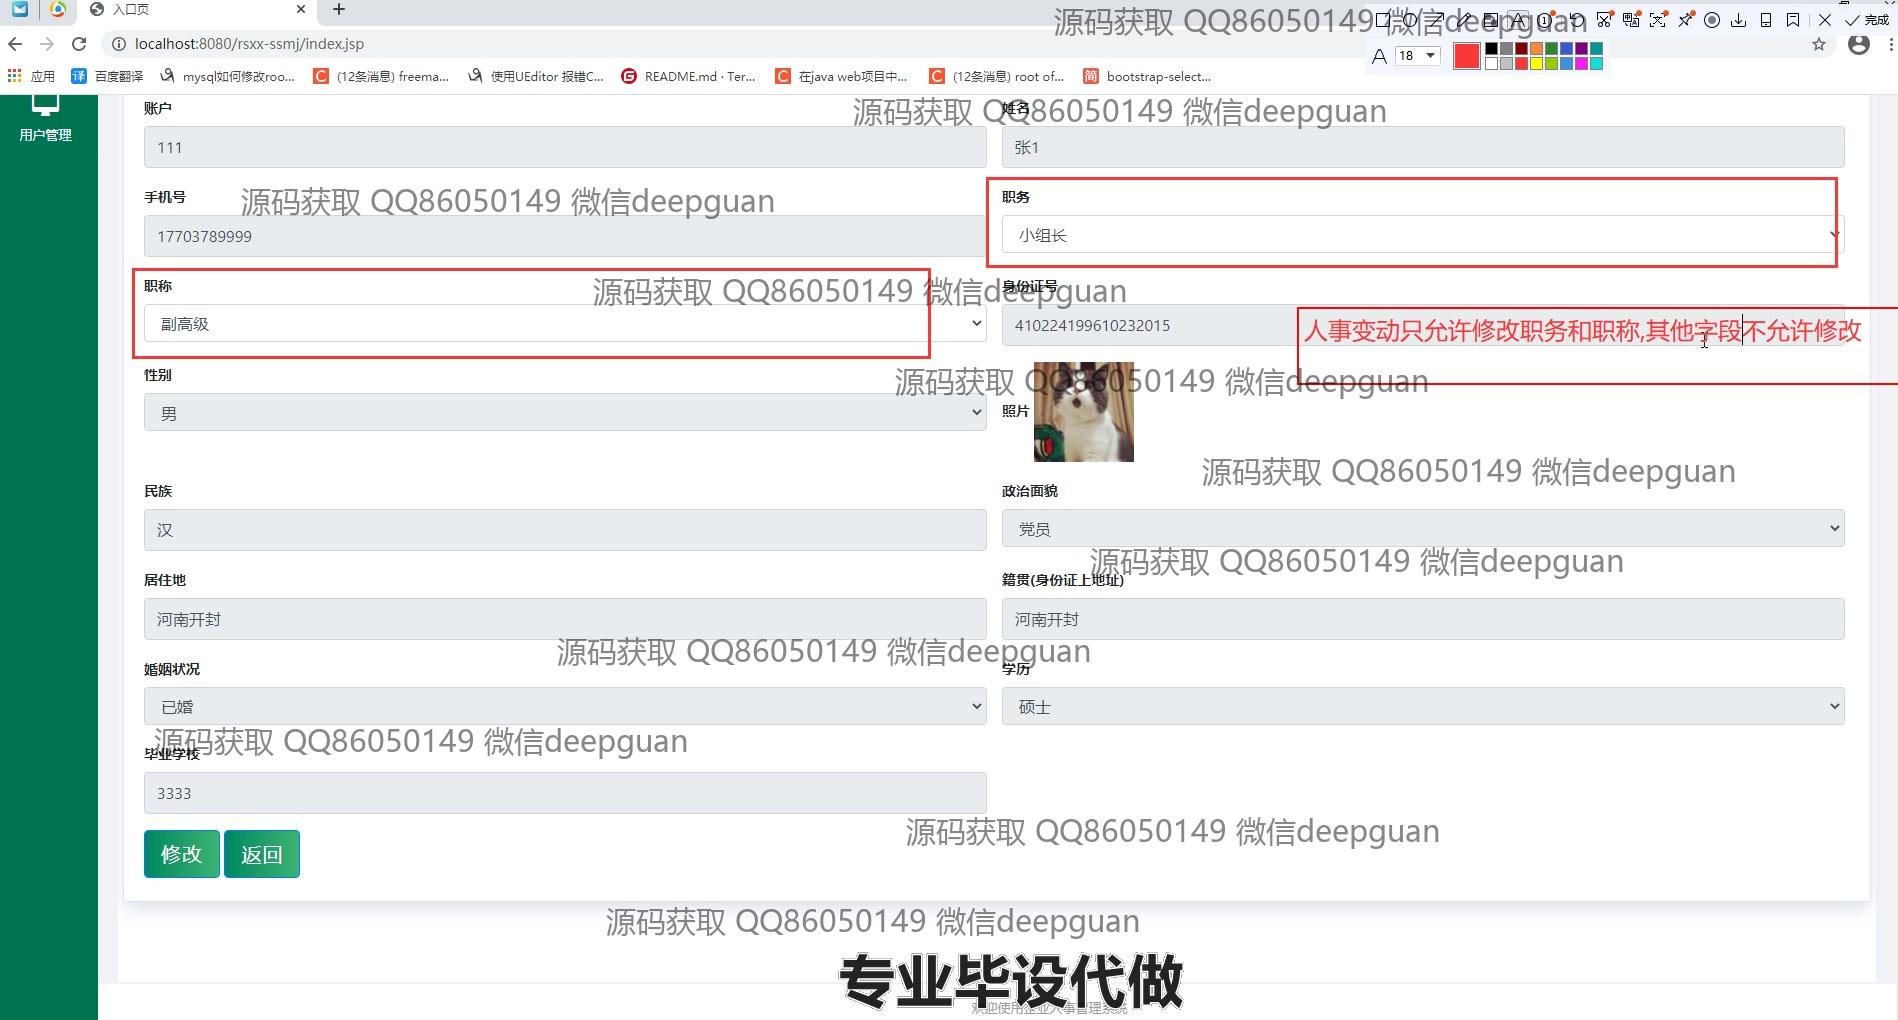 入口页
源码获取 QQ86050149 微信deepguan
完成
localhost:8080/rsxx-ssmj/index.jsp
A 18
应用 百度翻译 mysql如何修改roo... (12条消息) freema... 使用UEditor 报错C... README.md · Ter... 在java web项目中... (12条消息) root of... bootstrap-select...
用户管理
账户 姓名
源码获取 QQ86050149 微信deepguan
111 张1
手机号 职务
源码获取 QQ86050149 微信deepguan
17703789999 小组长
职称 身份证号
源码获取 QQ86050149 微信deepguan
副高级 410224199610232015
人事变动只允许修改职务和职称,其他字段不允许修改
性别
源码获取 QQ86050149 微信deepguan
男 照片
源码获取 QQ86050149 微信deepguan
民族 政治面貌
汉 党员
源码获取 QQ86050149 微信deepguan
居住地 籍贯(身份证上地址)
河南开封 河南开封
源码获取 QQ86050149 微信deepguan
婚姻状况 学历
已婚 硕士
源码获取 QQ86050149 微信deepguan
毕业学校
3333
源码获取 QQ86050149 微信deepguan
修改 返回
源码获取 QQ86050149 微信deepguan
专业毕设代做
欢迎使用企业人事管理系统